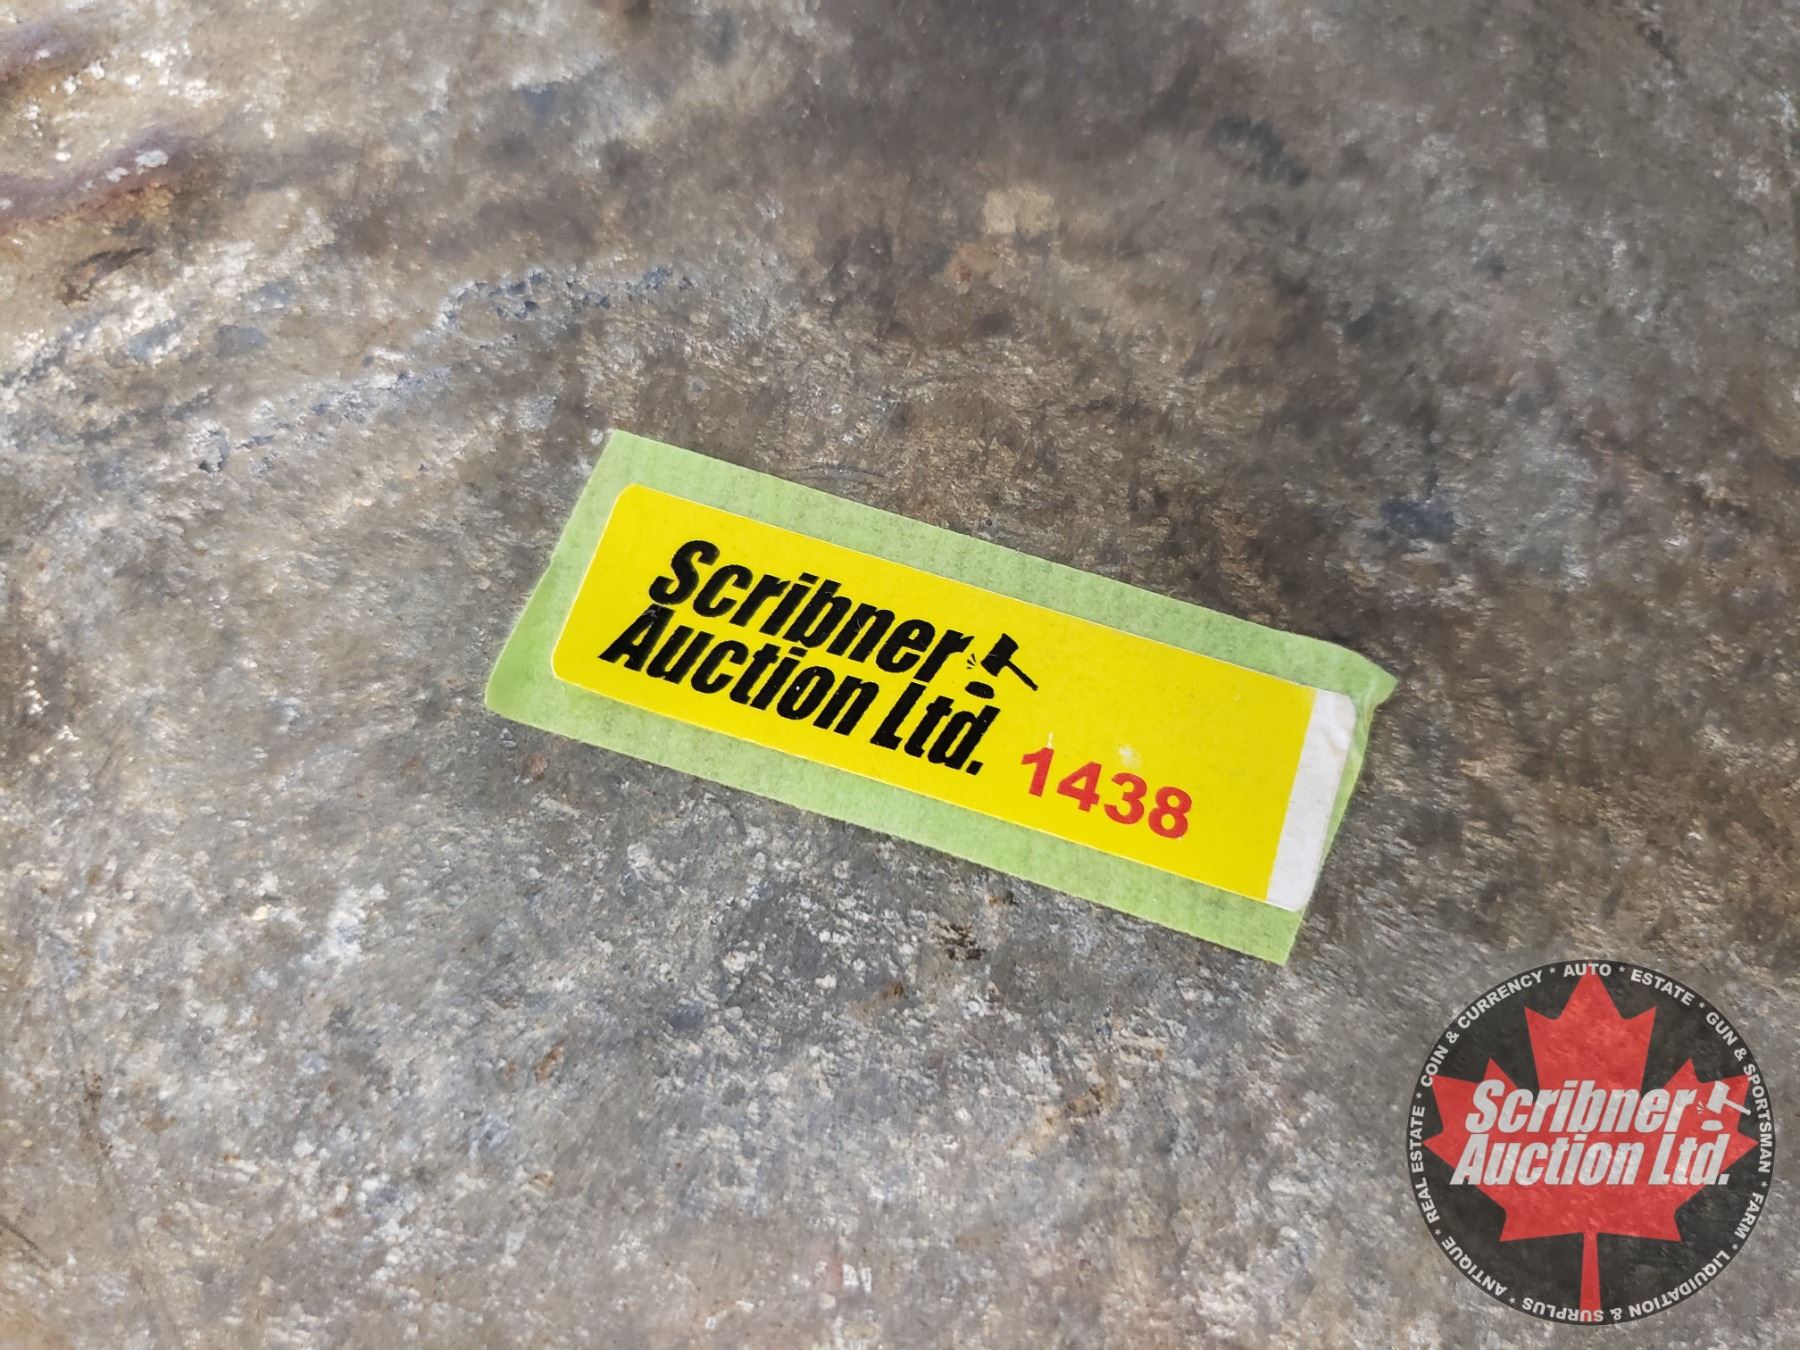 Scribner
Auction Ltd.
1438
COIN & CURRENCY * AUTO * ESTATE * GUN & SPORTSMAN * FARM * LIQUIDATION & SURPLUS * ANTIQUE * REAL ESTATE *
Scribner
Auction Ltd.